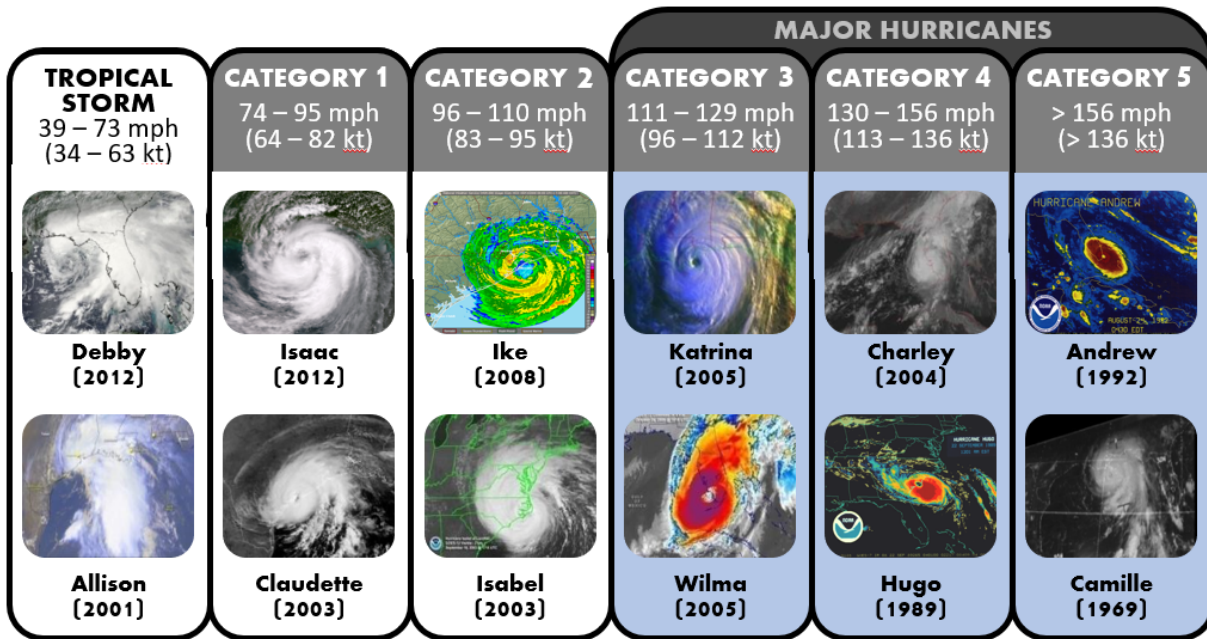 MAJOR HURRICANES
TROPICAL
STORM
39 – 73 mph
(34 – 63 kt)
CATEGORY 1
74 – 95 mph
(64 – 82 kt)
CATEGORY 2
96 – 110 mph
(83 – 95 kt)
CATEGORY 3
111 – 129 mph
(96 – 112 kt)
CATEGORY 4
130 – 156 mph
(113 – 136 kt)
CATEGORY 5
> 156 mph
(> 136 kt)
Debby
(2012)
Isaac
(2012)
Ike
(2008)
Katrina
(2005)
Charley
(2004)
HURRICANE ANDREW
Andrew
(1992)
Allison
(2001)
Claudette
(2003)
Isabel
(2003)
Wilma
(2005)
HURRICANE HUGO
Hugo
(1989)
Camille
(1969)